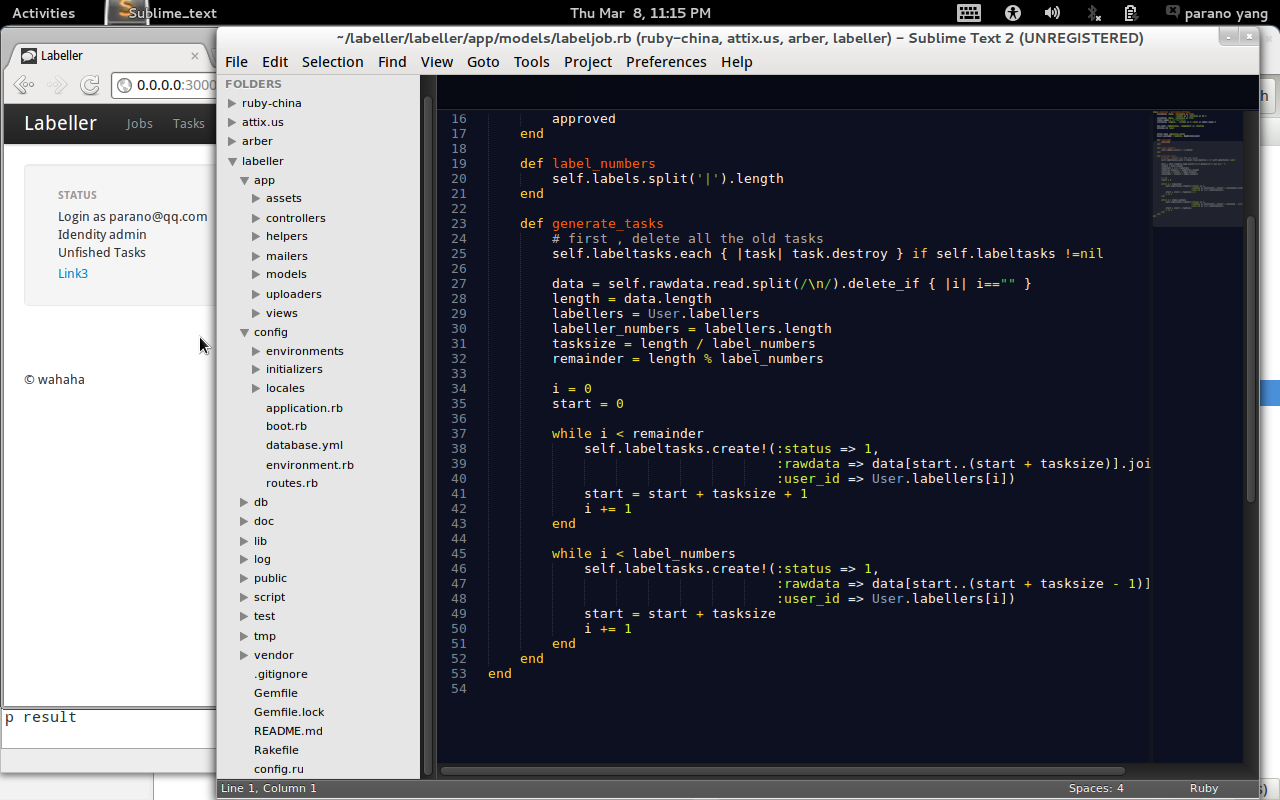 Activities Sublime_text Thu Mar 8, 11:15 PM parano yang
~/labeller/labeller/app/models/labeljob.rb (ruby-china, attix.us, arber, labeller) – Sublime Text 2 (UNREGISTERED)
File Edit Selection Find View Goto Tools Project Preferences Help
Labeller
0.0.0.0:3000
Labeller Jobs Tasks
STATUS
Login as parano@qq.com
Idendity admin
Unfished Tasks
Link3
© wahaha
p result
FOLDERS
ruby-china
attix.us
arber
labeller
app
assets
controllers
helpers
mailers
models
uploaders
views
config
environments
initializers
locales
application.rb
boot.rb
database.yml
environment.rb
routes.rb
db
doc
lib
log
public
script
test
tmp
vendor
.gitignore
Gemfile
Gemfile.lock
README.md
Rakefile
config.ru
16 approved
17 end
18
19 def label_numbers
20 self.labels.split('|').length
21 end
22
23 def generate_tasks
24 # first , delete all the old tasks
25 self.labeltasks.each { |task| task.destroy } if self.labeltasks !=nil
26
27 data = self.rawdata.read.split(/\n/).delete_if { |i| i=="" }
28 length = data.length
29 labellers = User.labellers
30 labeller_numbers = labellers.length
31 tasksize = length / label_numbers
32 remainder = length % label_numbers
33
34 i = 0
35 start = 0
36
37 while i < remainder
38 self.labeltasks.create!(:status => 1,
39 :rawdata => data[start..(start + tasksize)].joi
40 :user_id => User.labellers[i])
41 start = start + tasksize + 1
42 i += 1
43 end
44
45 while i < label_numbers
46 self.labeltasks.create!(:status => 1,
47 :rawdata => data[start..(start + tasksize - 1)]
48 :user_id => User.labellers[i])
49 start = start + tasksize
50 i += 1
51 end
52 end
53 end
54
Line 1, Column 1 Spaces: 4 Ruby